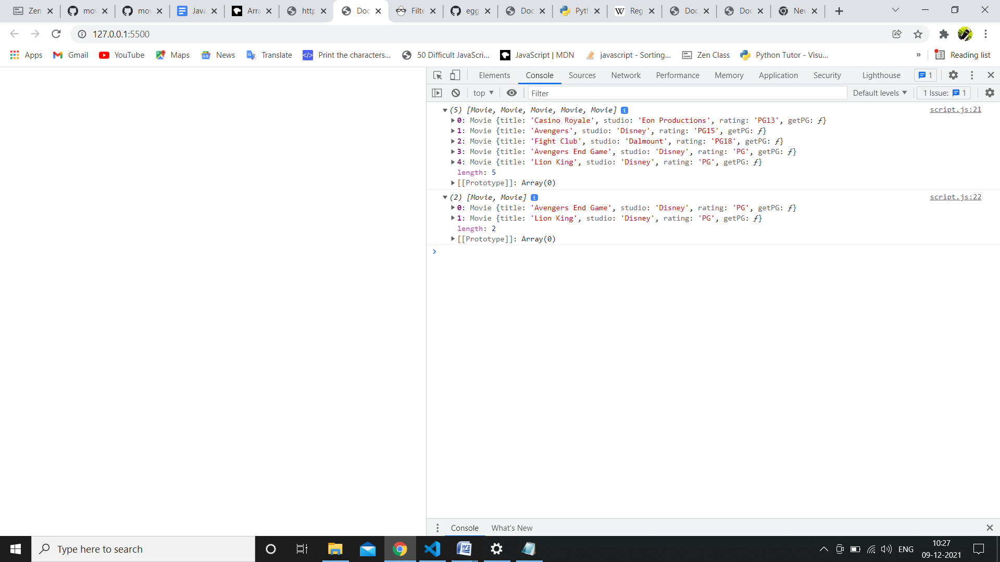 Zen mov mov Java Arra http Doc Filte egg Doc Pyth Reg Doc Doc Nev
127.0.0.1:5500
Apps Gmail YouTube Maps News Translate Print the characters... 50 Difficult JavaScri... JavaScript | MDN javascript - Sorting... Zen Class Python Tutor - Visu... » Reading list
Elements Console Sources Network Performance Memory Application Security Lighthouse 1
top Filter Default levels 1 Issue: 1
(5) [Movie, Movie, Movie, Movie, Movie] i script.js:21
0: Movie {title: 'Casino Royale', studio: 'Eon Productions', rating: 'PG13', getPG: ƒ}
1: Movie {title: 'Avengers', studio: 'Disney', rating: 'PG15', getPG: ƒ}
2: Movie {title: 'Fight Club', studio: 'Dalmount', rating: 'PG18', getPG: ƒ}
3: Movie {title: 'Avengers End Game', studio: 'Disney', rating: 'PG', getPG: ƒ}
4: Movie {title: 'Lion King', studio: 'Disney', rating: 'PG', getPG: ƒ}
length: 5
[[Prototype]]: Array(0)
(2) [Movie, Movie] i script.js:22
0: Movie {title: 'Avengers End Game', studio: 'Disney', rating: 'PG', getPG: ƒ}
1: Movie {title: 'Lion King', studio: 'Disney', rating: 'PG', getPG: ƒ}
length: 2
[[Prototype]]: Array(0)
Console What's New
Type here to search ENG 10:27
09-12-2021